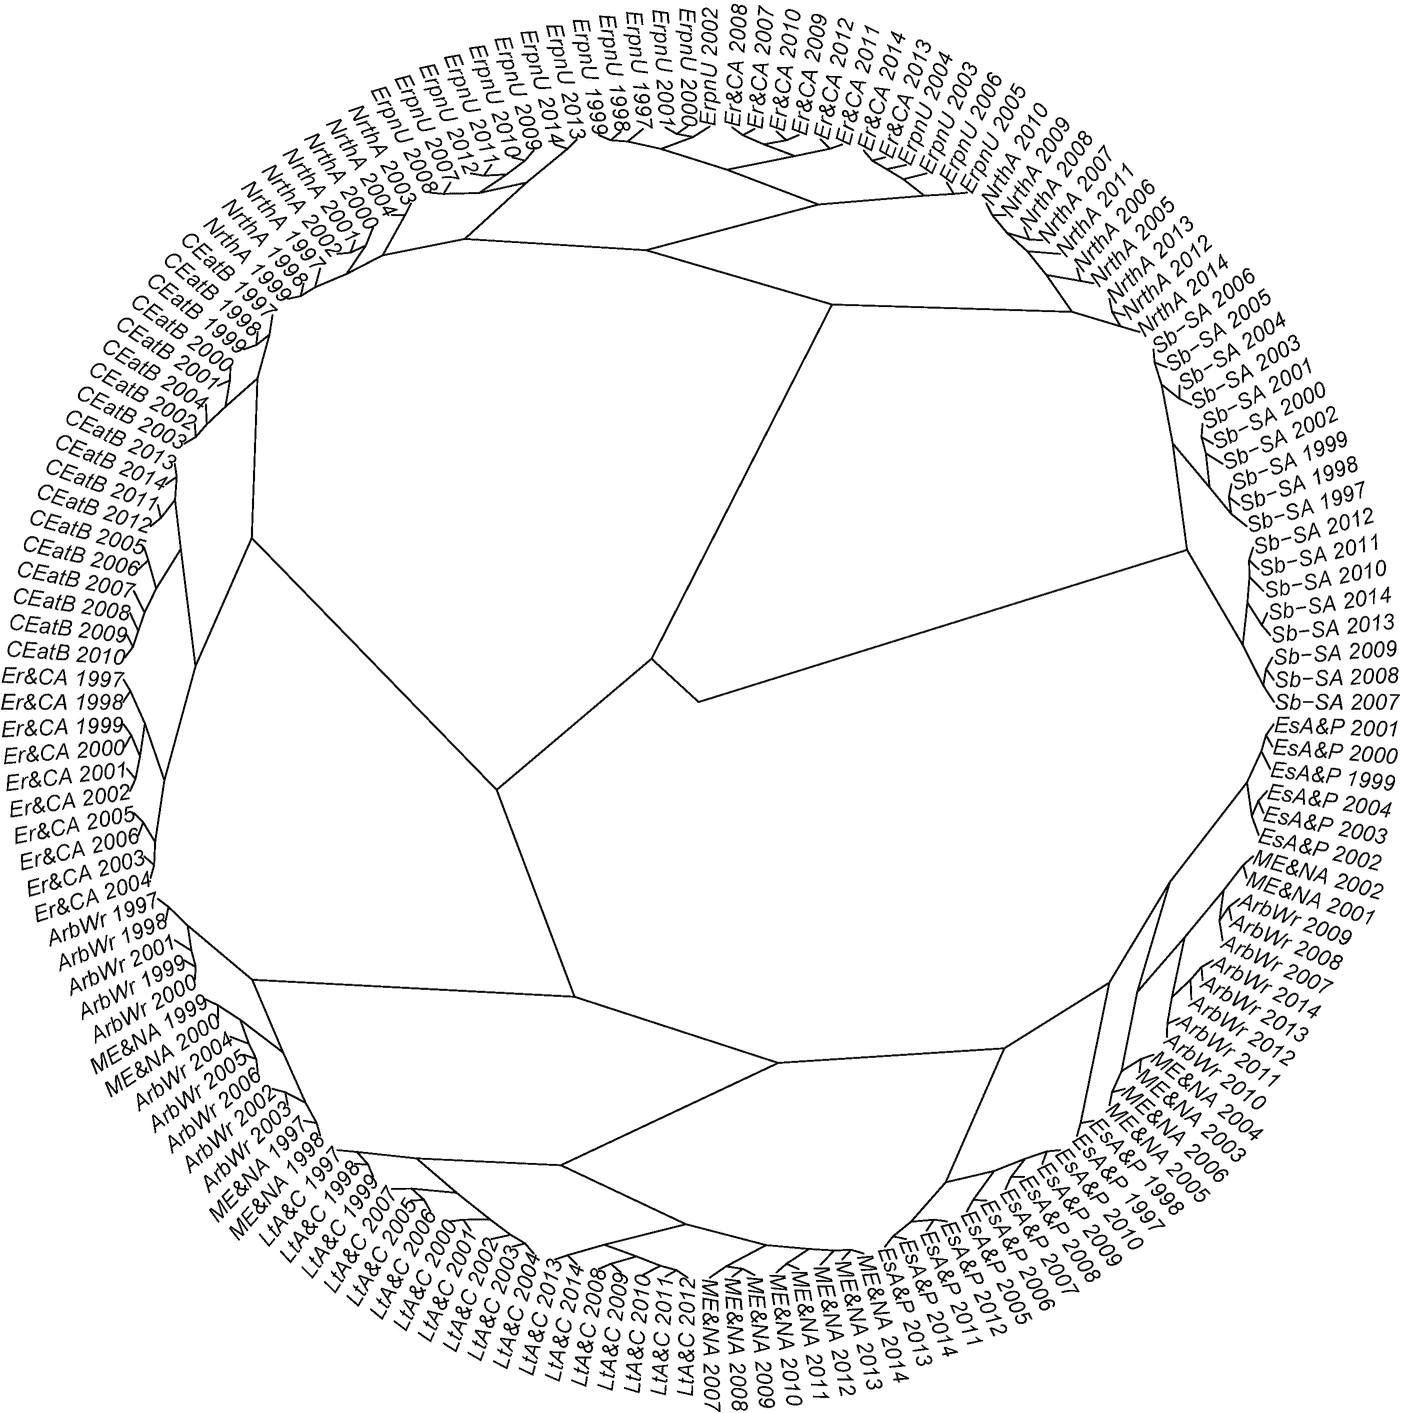 ErpnU 2002
Er&CA 2008
Er&CA 2007
Er&CA 2010
Er&CA 2009
Er&CA 2012
Er&CA 2011
Er&CA 2014
Er&CA 2013
ErpnU 2004
ErpnU 2003
ErpnU 2006
ErpnU 2005
NrthA 2010
NrthA 2009
NrthA 2008
NrthA 2007
NrthA 2011
NrthA 2006
NrthA 2005
NrthA 2013
NrthA 2012
NrthA 2014
Sb−SA 2006
Sb−SA 2005
Sb−SA 2004
Sb−SA 2003
Sb−SA 2001
Sb−SA 2000
Sb−SA 2002
Sb−SA 1999
Sb−SA 1998
Sb−SA 1997
Sb−SA 2012
Sb−SA 2011
Sb−SA 2010
Sb−SA 2014
Sb−SA 2013
Sb−SA 2009
Sb−SA 2008
Sb−SA 2007
EsA&P 2001
EsA&P 2000
EsA&P 1999
EsA&P 2004
EsA&P 2003
EsA&P 2002
ME&NA 2002
ME&NA 2001
ArbWr 2009
ArbWr 2008
ArbWr 2007
ArbWr 2014
ArbWr 2013
ArbWr 2012
ArbWr 2011
ArbWr 2010
ME&NA 2004
ME&NA 2003
ME&NA 2006
ME&NA 2005
EsA&P 1998
EsA&P 1997
EsA&P 2010
EsA&P 2009
EsA&P 2008
EsA&P 2007
EsA&P 2006
EsA&P 2005
EsA&P 2012
EsA&P 2011
EsA&P 2014
EsA&P 2013
ME&NA 2014
ME&NA 2013
ME&NA 2012
ME&NA 2011
ME&NA 2010
ME&NA 2009
ME&NA 2008
ME&NA 2007
LtA&C 2012
LtA&C 2011
LtA&C 2010
LtA&C 2009
LtA&C 2008
LtA&C 2014
LtA&C 2013
LtA&C 2004
LtA&C 2003
LtA&C 2002
LtA&C 2001
LtA&C 2000
LtA&C 2006
LtA&C 2005
LtA&C 2007
LtA&C 1999
LtA&C 1998
LtA&C 1997
ME&NA 1998
ME&NA 1997
ArbWr 2003
ArbWr 2002
ArbWr 2006
ArbWr 2005
ArbWr 2004
ME&NA 2000
ME&NA 1999
ArbWr 2000
ArbWr 1999
ArbWr 2001
ArbWr 1998
ArbWr 1997
Er&CA 2004
Er&CA 2003
Er&CA 2006
Er&CA 2005
Er&CA 2002
Er&CA 2001
Er&CA 2000
Er&CA 1999
Er&CA 1998
Er&CA 1997
CEatB 2010
CEatB 2009
CEatB 2008
CEatB 2007
CEatB 2006
CEatB 2005
CEatB 2012
CEatB 2011
CEatB 2014
CEatB 2013
CEatB 2003
CEatB 2002
CEatB 2004
CEatB 2001
CEatB 2000
CEatB 1999
CEatB 1998
CEatB 1997
NrthA 1999
NrthA 1998
NrthA 1997
NrthA 2002
NrthA 2001
NrthA 2000
NrthA 2004
NrthA 2003
ErpnU 2008
ErpnU 2007
ErpnU 2012
ErpnU 2011
ErpnU 2010
ErpnU 2009
ErpnU 2014
ErpnU 2013
ErpnU 1999
ErpnU 1998
ErpnU 1997
ErpnU 2001
ErpnU 2000